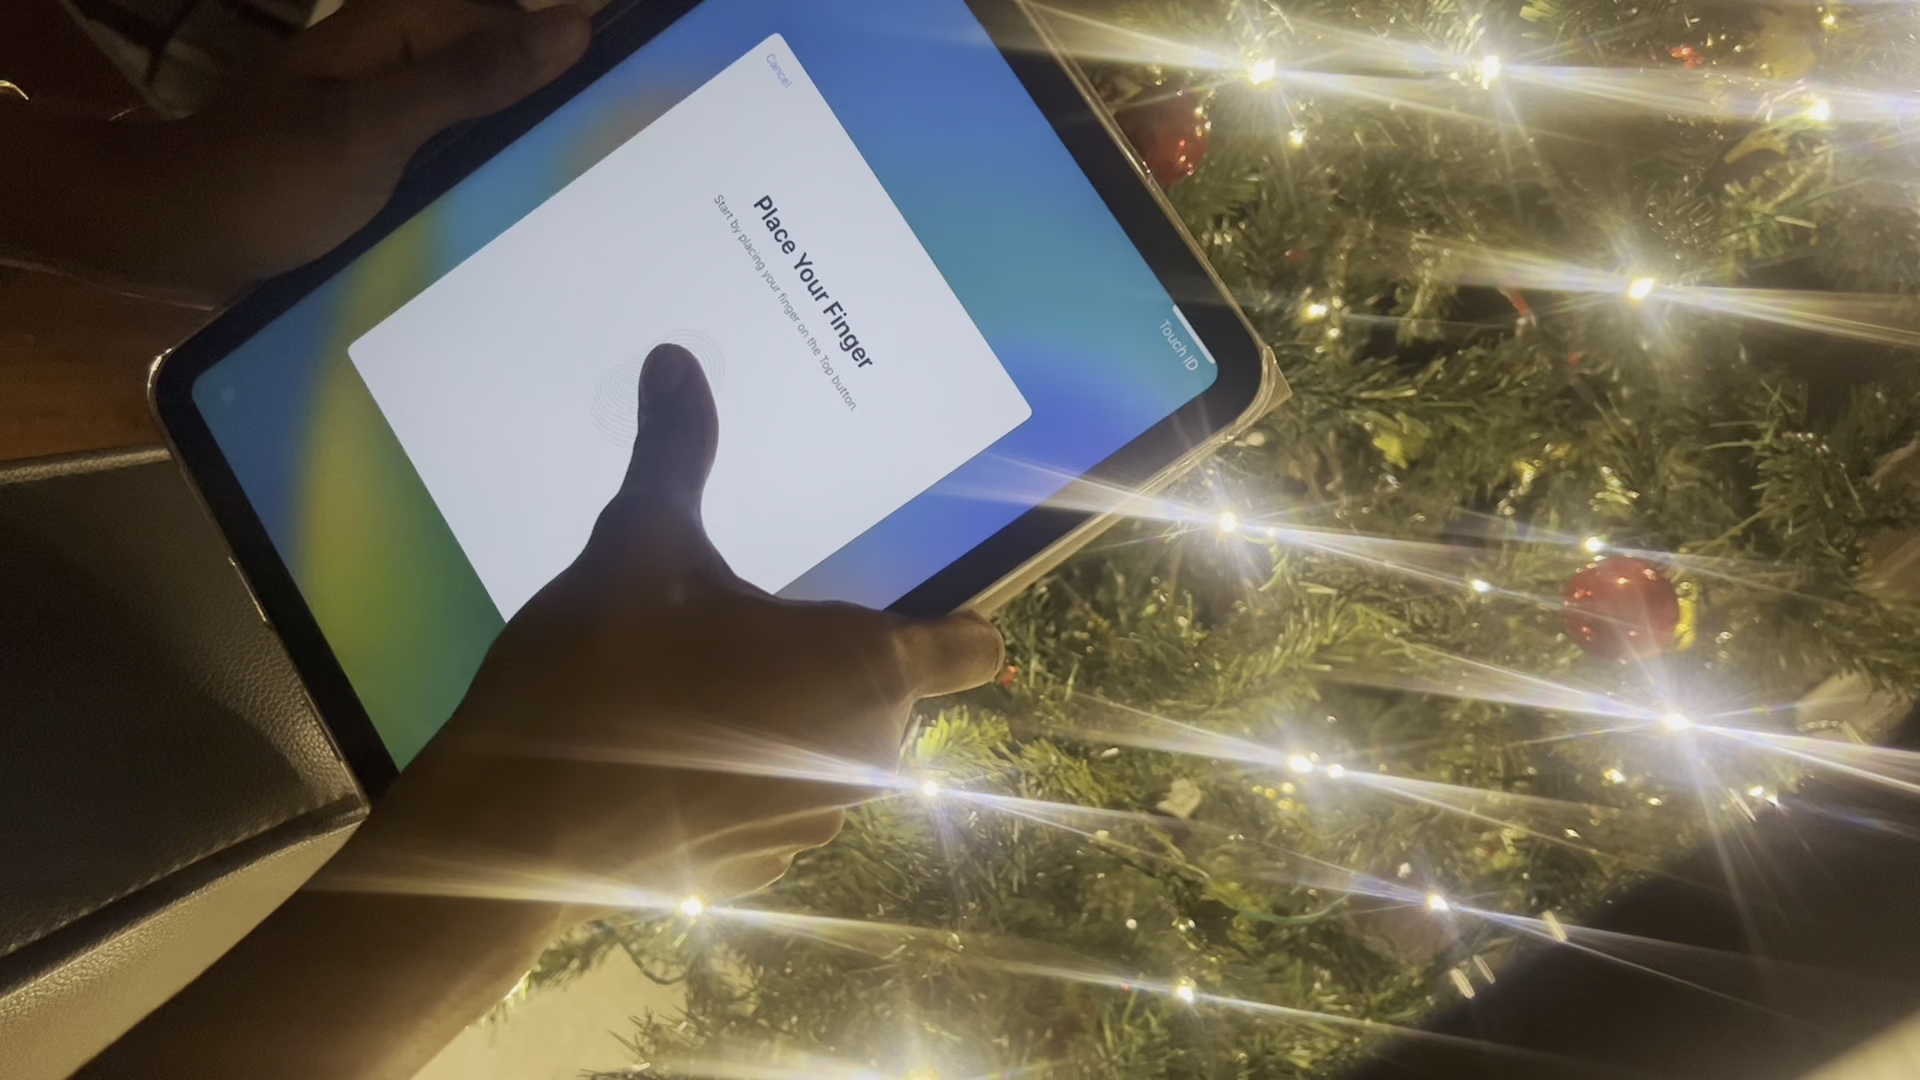 Touch ID
Cancel
Place Your Finger
Start by placing your finger on the Top button.